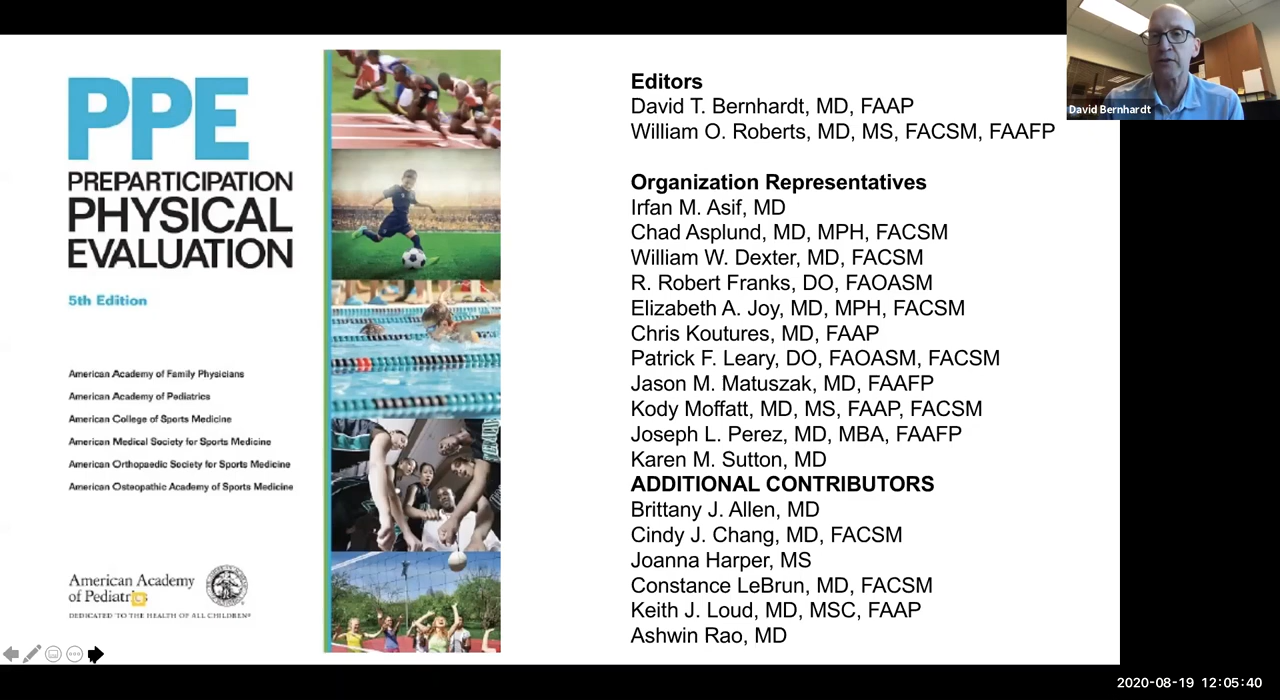 PPE
PREPARTICIPATION
PHYSICAL
EVALUATION
5th Edition
American Academy of Family Physicians
American Academy of Pediatrics
American College of Sports Medicine
American Medical Society for Sports Medicine
American Orthopaedic Society for Sports Medicine
American Osteopathic Academy of Sports Medicine
American Academy
of Pediatrics
DEDICATED TO THE HEALTH OF ALL CHILDREN®
Editors
David T. Bernhardt, MD, FAAP
William O. Roberts, MD, MS, FACSM, FAAFP
Organization Representatives
Irfan M. Asif, MD
Chad Asplund, MD, MPH, FACSM
William W. Dexter, MD, FACSM
R. Robert Franks, DO, FAOASM
Elizabeth A. Joy, MD, MPH, FACSM
Chris Koutures, MD, FAAP
Patrick F. Leary, DO, FAOASM, FACSM
Jason M. Matuszak, MD, FAAFP
Kody Moffatt, MD, MS, FAAP, FACSM
Joseph L. Perez, MD, MBA, FAAFP
Karen M. Sutton, MD
ADDITIONAL CONTRIBUTORS
Brittany J. Allen, MD
Cindy J. Chang, MD, FACSM
Joanna Harper, MS
Constance LeBrun, MD, FACSM
Keith J. Loud, MD, MSC, FAAP
Ashwin Rao, MD
David Bernhardt
2020-08-19 12:05:40